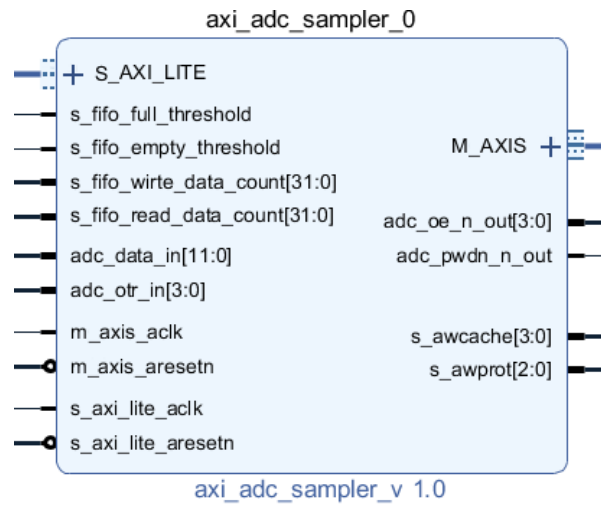 axi_adc_sampler_0
S_AXI_LITE
s_fifo_full_threshold
s_fifo_empty_threshold
s_fifo_wirte_data_count[31:0]
s_fifo_read_data_count[31:0]
adc_data_in[11:0]
adc_otr_in[3:0]
m_axis_aclk
m_axis_aresetn
s_axi_lite_aclk
s_axi_lite_aresetn
M_AXIS
adc_oe_n_out[3:0]
adc_pwdn_n_out
s_awcache[3:0]
s_awprot[2:0]
axi_adc_sampler_v 1.0